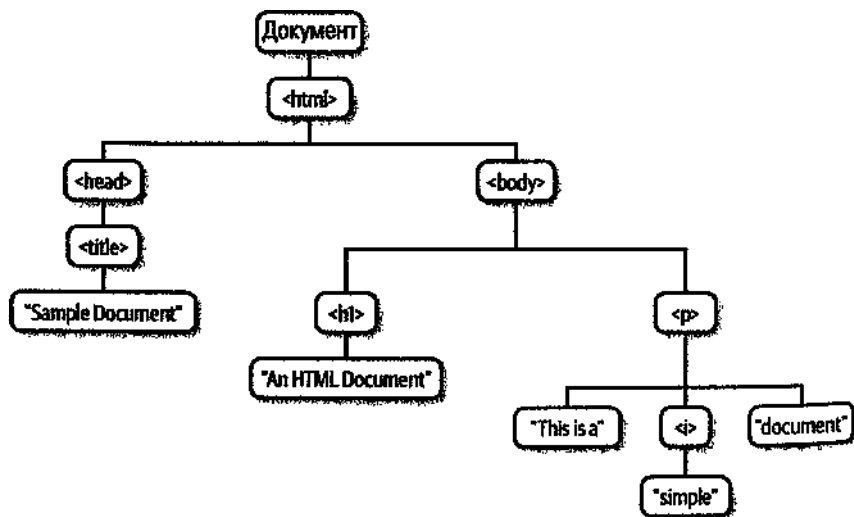 Документ
<html>
<head>
<body>
<title>
"Sample Document"
<h1>
<p>
"An HTML Document"
"This is a"
<i>
"document"
"simple"